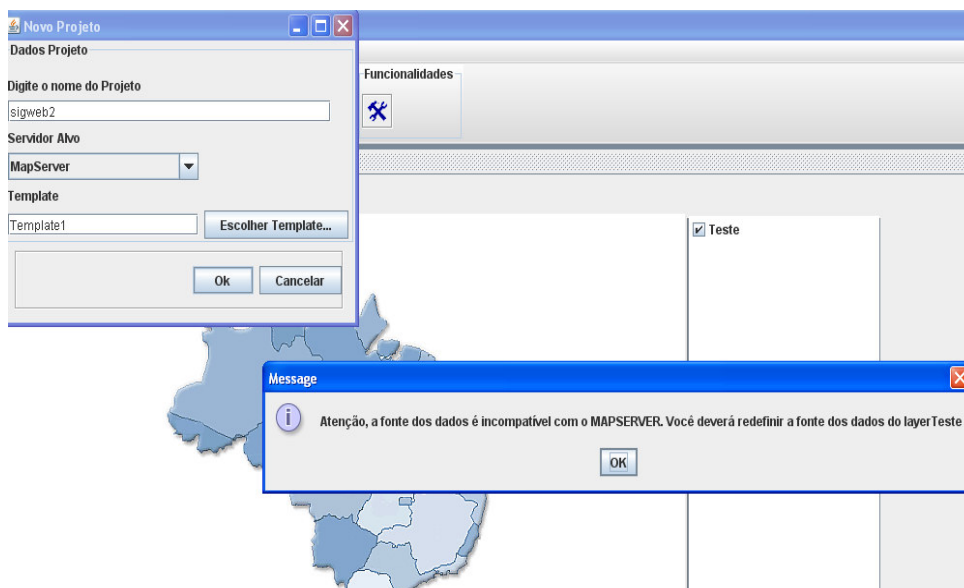 Novo Projeto
Dados Projeto
Digite o nome do Projeto
sigweb2
Servidor Alvo
MapServer
Template
Template1
Escolher Template...
Ok
Cancelar
Funcionalidades
Teste
Message
Atenção, a fonte dos dados é incompatível com o MAPSERVER. Você deverá redefinir a fonte dos dados do layerTeste
OK